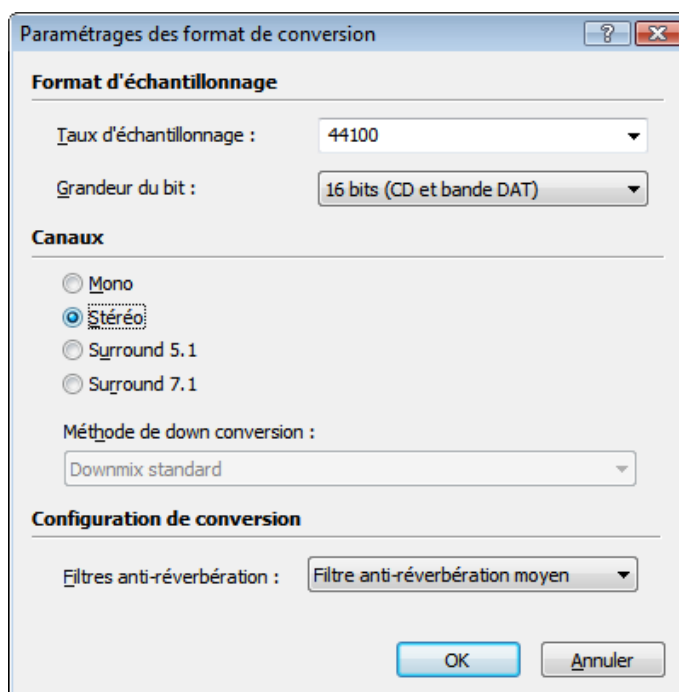 Paramétrages des format de conversion
Format d'échantillonnage
Taux d'échantillonnage : 44100
Grandeur du bit : 16 bits (CD et bande DAT)
Canaux
Mono
Stéréo
Surround 5.1
Surround 7.1
Méthode de down conversion :
Downmix standard
Configuration de conversion
Filtres anti-réverbération : Filtre anti-réverbération moyen
OK Annuler